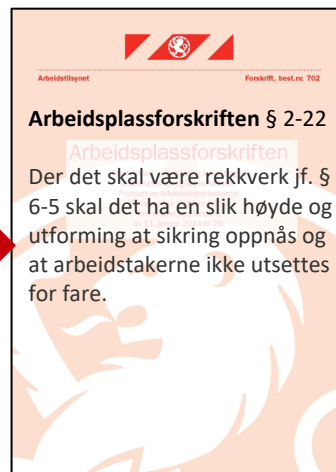 Arbeidstilsynet
Forskrift, best.nr. 702
Arbeidsplassforskriften § 2-22
Arbeidsplassforskriften
Der det skal være rekkverk jf. §
6-5 skal det ha en slik høyde og
utforming at sikring oppnås og
at arbeidstakerne ikke utsettes
for fare.